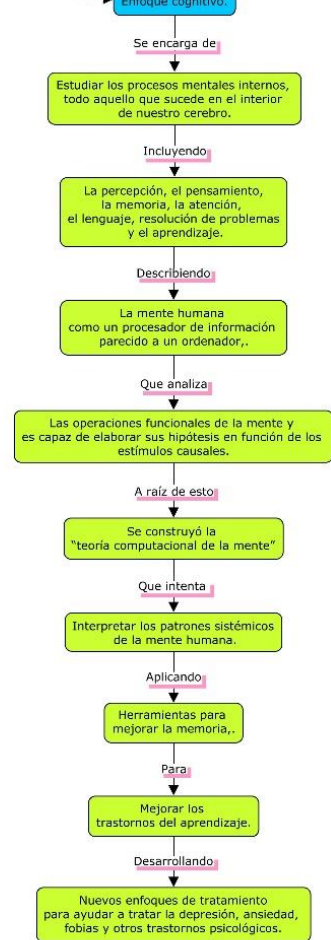 Enfoque cognitivo.
Se encarga de
Estudiar los procesos mentales internos,
todo aquello que sucede en el interior
de nuestro cerebro.
Incluyendo
La percepción, el pensamiento,
la memoria, la atención,
el lenguaje, resolución de problemas
y el aprendizaje.
Describiendo
La mente humana
como un procesador de información
parecido a un ordenador,.
Que analiza
Las operaciones funcionales de la mente y
es capaz de elaborar sus hipótesis en función de los
estímulos causales.
A raíz de esto
Se construyó la
"teoría computacional de la mente"
Que intenta
Interpretar los patrones sistémicos
de la mente humana.
Aplicando
Herramientas para
mejorar la memoria,.
Para
Mejorar los
trastornos del aprendizaje.
Desarrollando
Nuevos enfoques de tratamiento
para ayudar a tratar la depresión, ansiedad,
fobias y otros trastornos psicológicos.